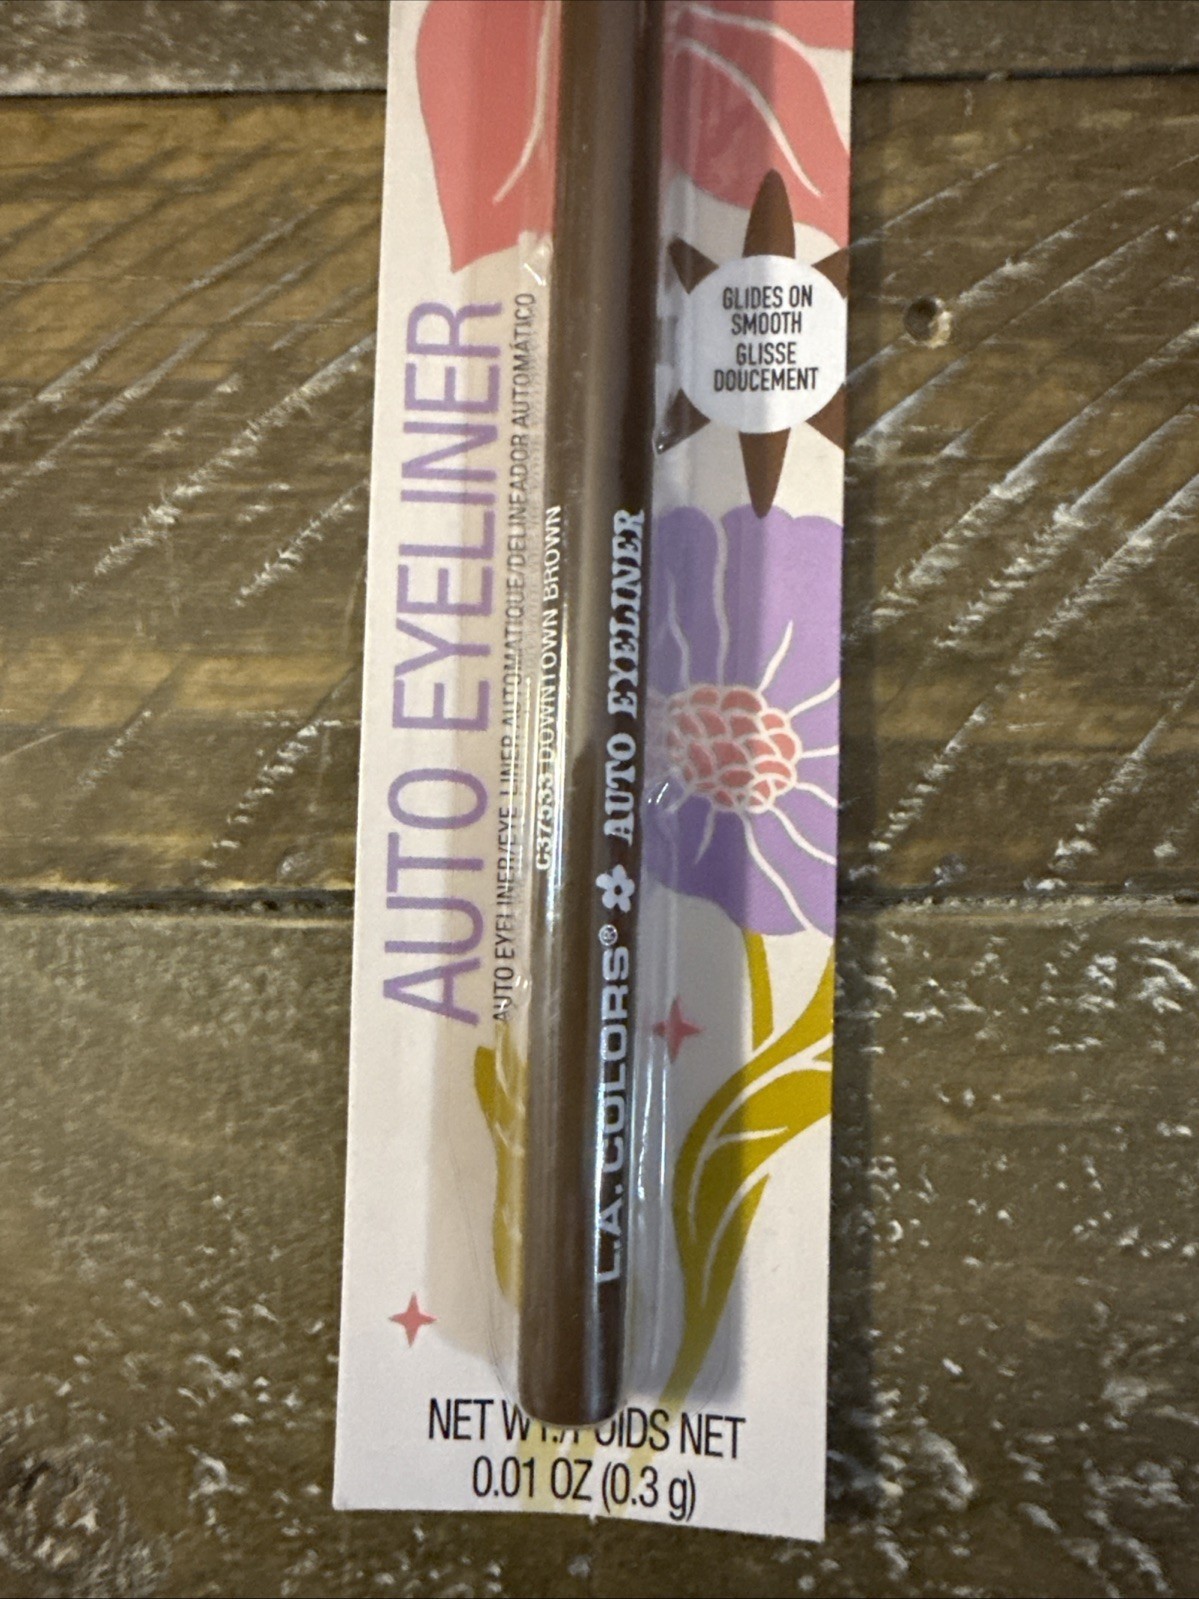 GLIDES ON
SMOOTH
GLISSE
DOUCEMENT
AUTO EYELINER
AUTO EYELINER/EYE LINER AUTOMATIQUE/DELINEADOR AUTOMÁTICO
C37533 DOWNTOWN BROWN
L.A. COLORS® AUTO EYELINER
NET WT./POIDS NET
0.01 OZ (0.3 g)